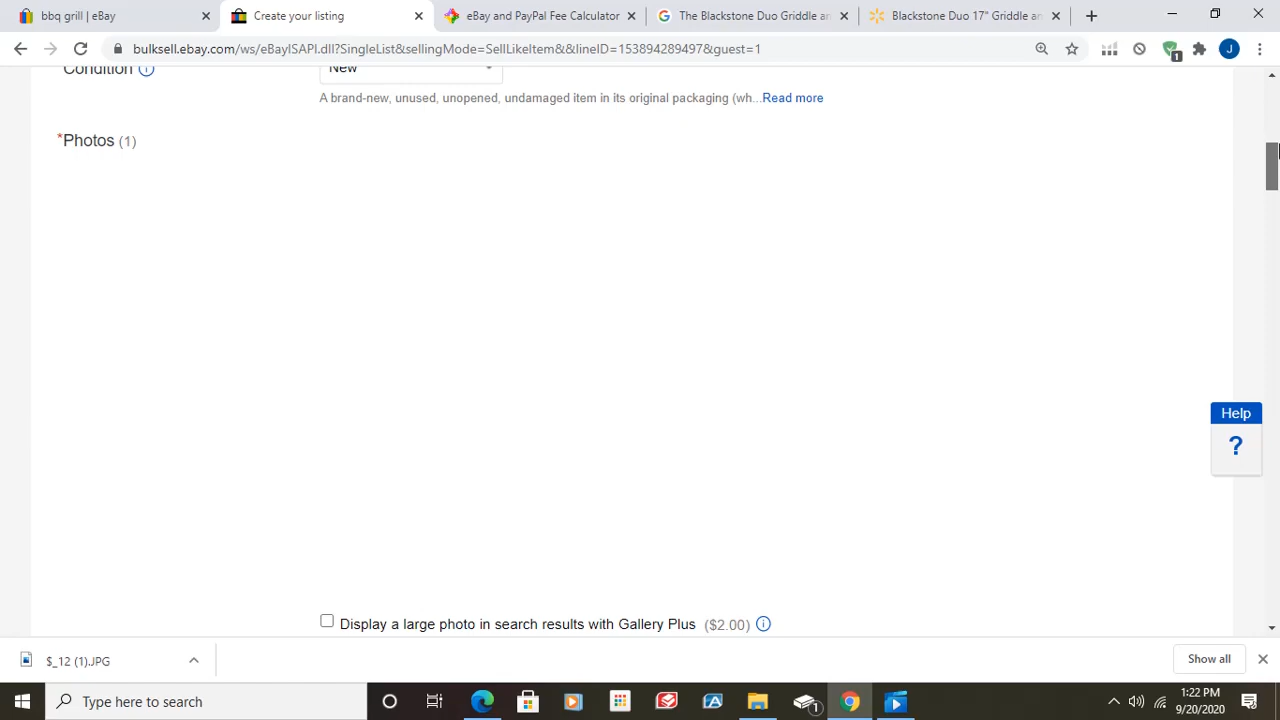 bbq grill | eBay
Create your listing
eBay and PayPal Fee Calculator
The Blackstone Duo Griddle an
Blackstone Duo 17" Griddle an
bulksell.ebay.com/ws/eBayISAPI.dll?SingleList&sellingMode=SellLikeItem&&lineID=153894289497&guest=1
1
J
Condition
New
A brand-new, unused, unopened, undamaged item in its original packaging (wh...Read more
*Photos (1)
Help
?
Display a large photo in search results with Gallery Plus ($2.00)
$_12 (1).JPG
Show all
Type here to search
1
1:22 PM
9/20/2020